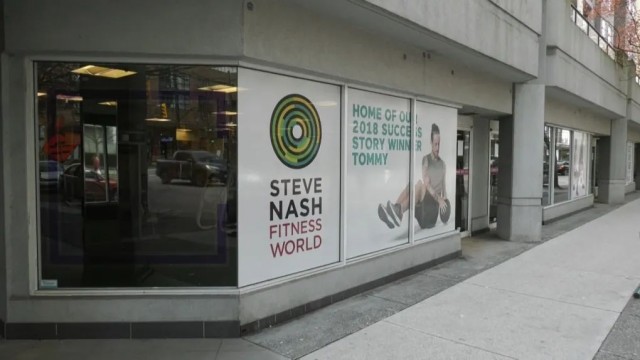 STEVE
NASH
FITNESS
WORLD
HOME OF OUR
2018 SUCCESS
STORY WINNER
TOMMY